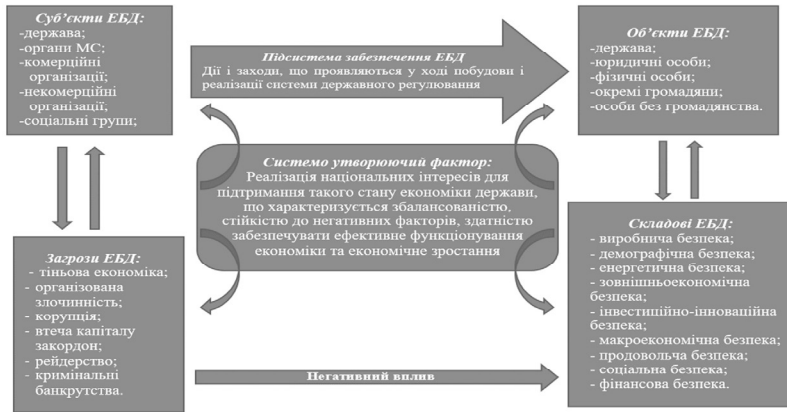 Суб’єкти ЕБД:
-держава;
-органи МС;
-комерційні
організації;
-некомерційні
організації;
-соціальні групи;
Підсистема забезпечення ЕБД
Дії і заходи, що проявляються у ході побудови і
реалізації системи державного регулювання
Об’єкти ЕБД:
-держава;
-юридичні особи;
-фізичні особи;
-окремі громадяни;
-особи без громадянства.
Системо утворюючий фактор:
Реалізація національних інтересів для
підтримання такого стану економіки держави,
що характеризується збалансованістю,
стійкістю до негативних факторів, здатністю
забезпечувати ефективне функціонування
економіки та економічне зростання
Загрози ЕБД:
- тіньова економіка;
- організована
злочинність;
- корупція;
- втеча капіталу
закордон;
- рейдерство;
- кримінальні
банкрутства.
Негативний вплив
Складові ЕБД:
- виробнича безпека;
- демографічна безпека;
- енергетична безпека;
- зовнішньоекономічна
безпека;
- інвестиційно-інноваційна
безпека;
- макроекономічна безпека;
- продовольча безпека;
- соціальна безпека;
- фінансова безпека.